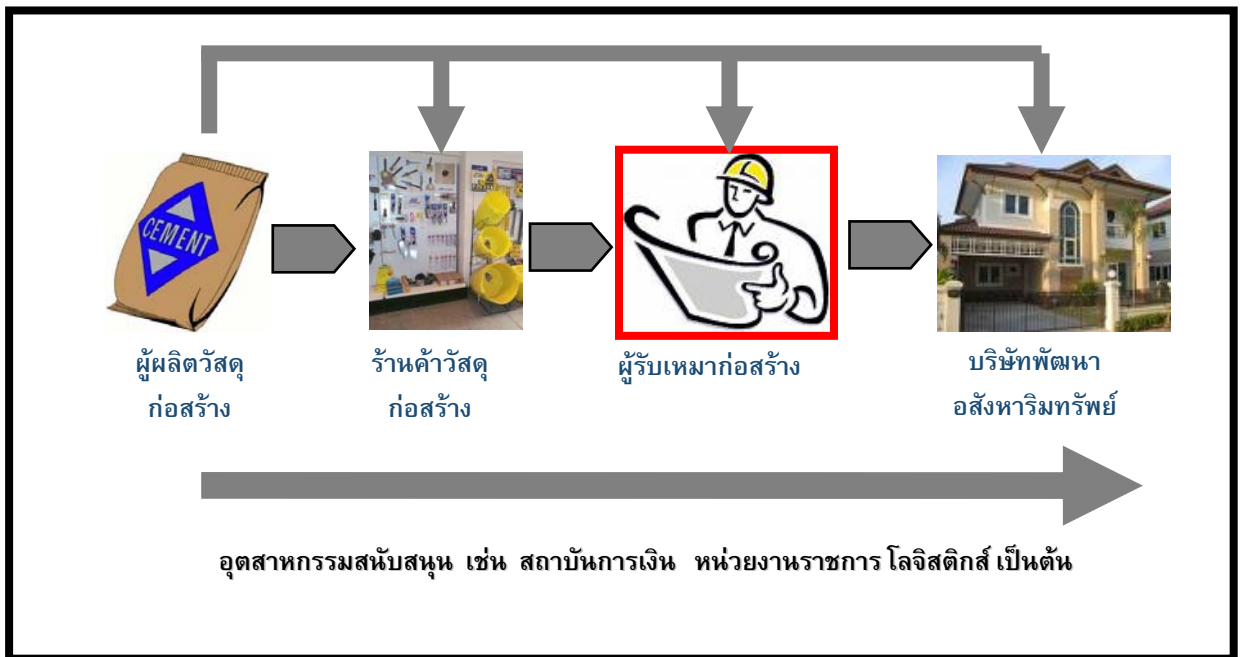 CEMENT
ผู้ผลิตวัสดุ
ก่อสร้าง
ร้านค้าวัสดุ
ก่อสร้าง
ผู้รับเหมาก่อสร้าง
บริษัทพัฒนา
อสังหาริมทรัพย์
อุตสาหกรรมสนับสนุน เช่น สถาบันการเงิน หน่วยงานราชการ โลจิสติกส์ เป็นต้น